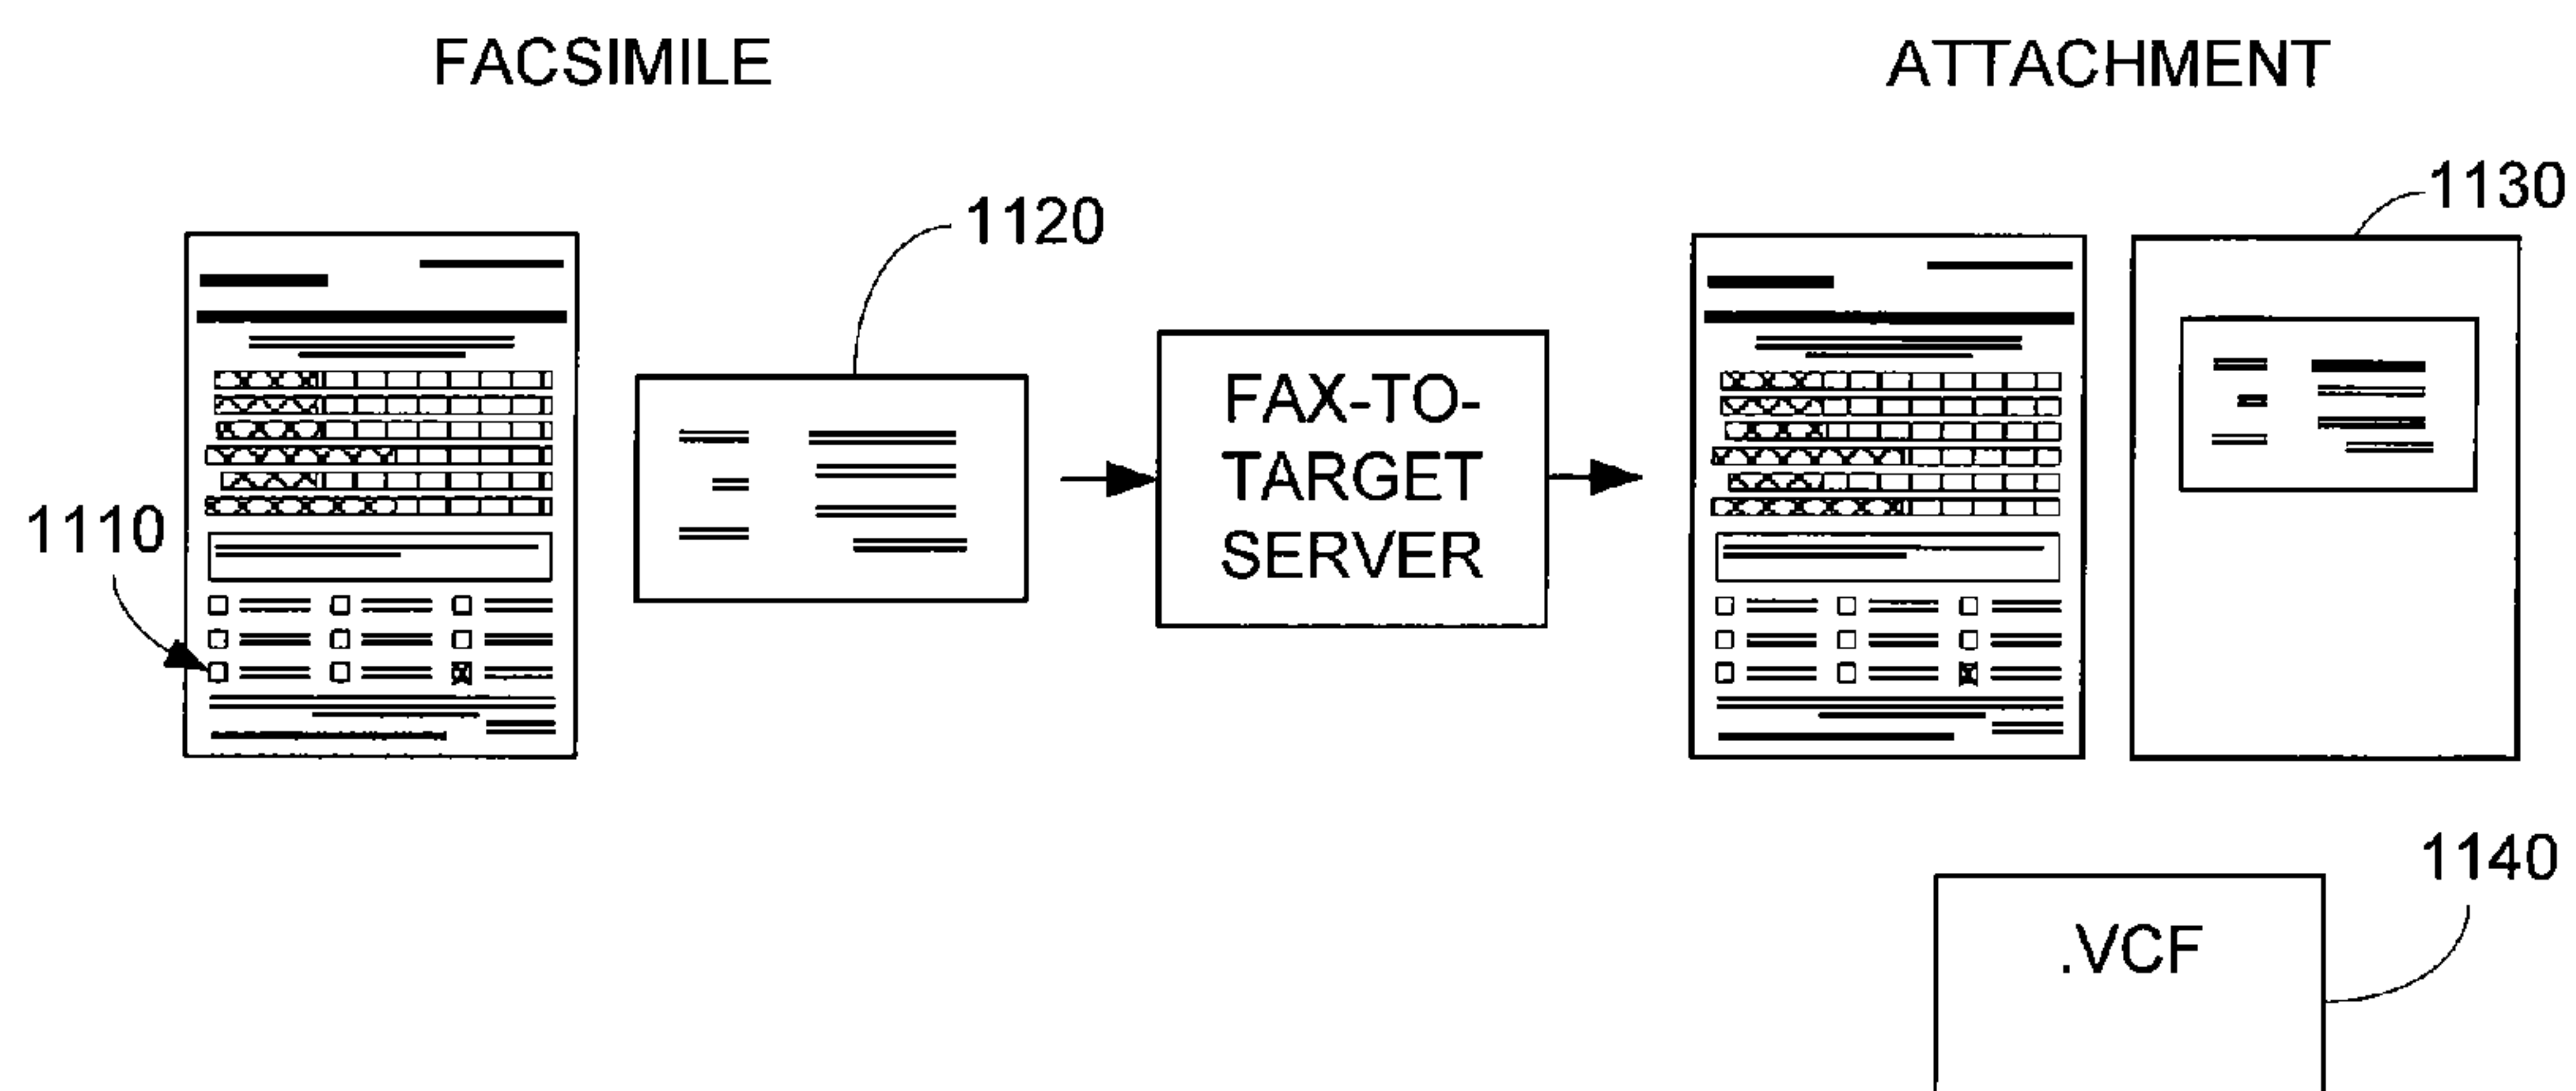 FACSIMILE
ATTACHMENT
1130
1120
FAX-TO-
TARGET
SERVER
1110
1140
.VCF